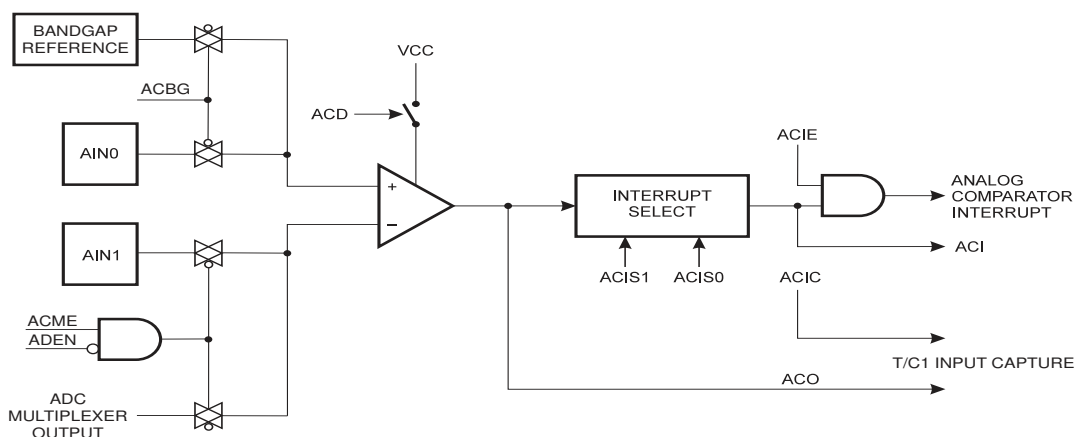 BANDGAP
REFERENCE
VCC
ACBG
ACD
AIN0
ACIE
+
INTERRUPT
SELECT
ANALOG
COMPARATOR
INTERRUPT
−
AIN1
ACI
ACIS1 ACIS0 ACIC
ACME
ADEN
T/C1 INPUT CAPTURE
ACO
ADC
MULTIPLEXER
OUTPUT